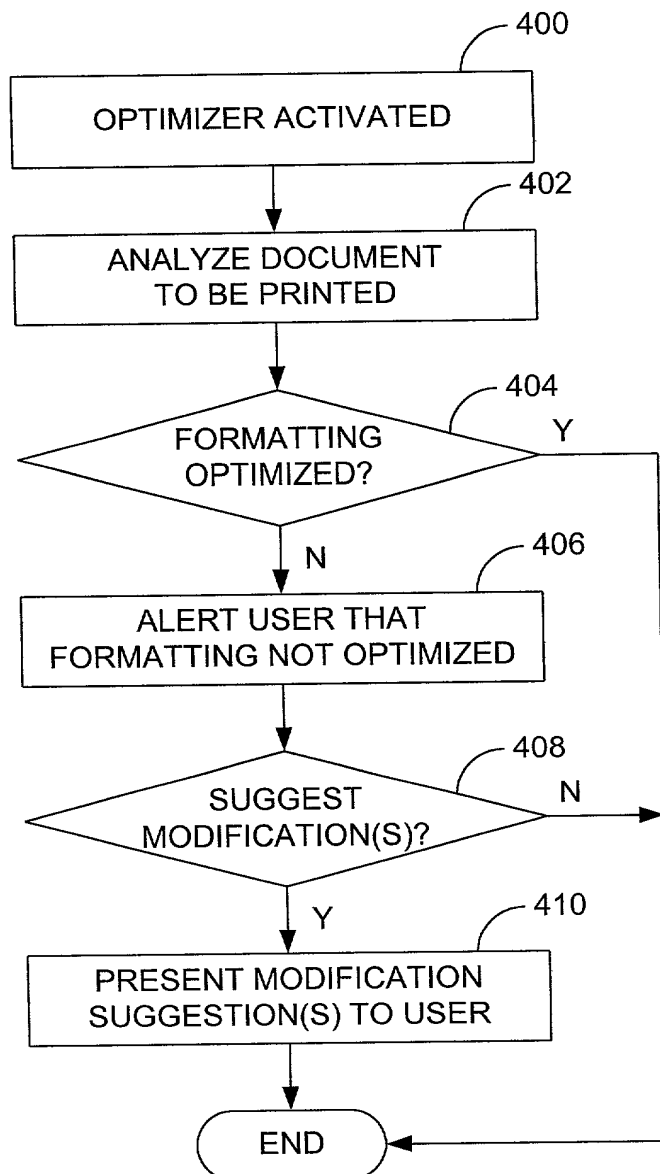 400
OPTIMIZER ACTIVATED
402
ANALYZE DOCUMENT
TO BE PRINTED
404
FORMATTING
OPTIMIZED?
Y
N
406
ALERT USER THAT
FORMATTING NOT OPTIMIZED
408
SUGGEST
MODIFICATION(S)?
N
Y
410
PRESENT MODIFICATION
SUGGESTION(S) TO USER
END